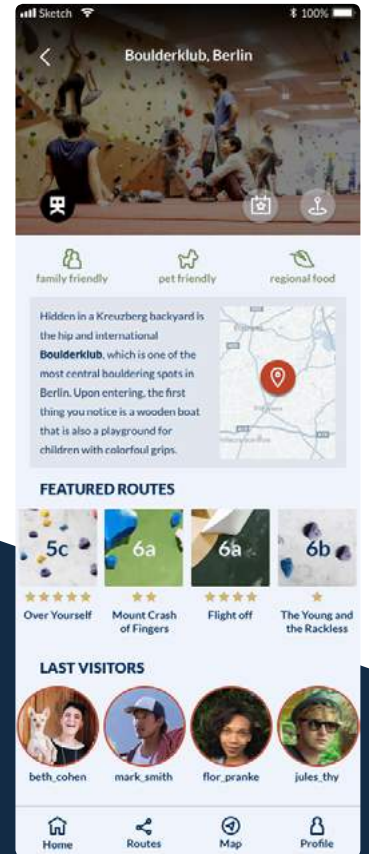 Sketch 100%
Boulderklub, Berlin
family friendly pet friendly regional food
Hidden in a Kreuzberg backyard is
the hip and international
Boulderklub, which is one of the
most central bouldering spots in
Berlin. Upon entering, the first
thing you notice is a wooden boat
that is also a playground for
children with colorfoul grips.
FEATURED ROUTES
5c 6a 6a 6b
Over Yourself Mount Crash Flight off The Young and
of Fingers the Rackless
LAST VISITORS
beth_cohen mark_smith flor_pranke jules_thy
Home Routes Map Profile